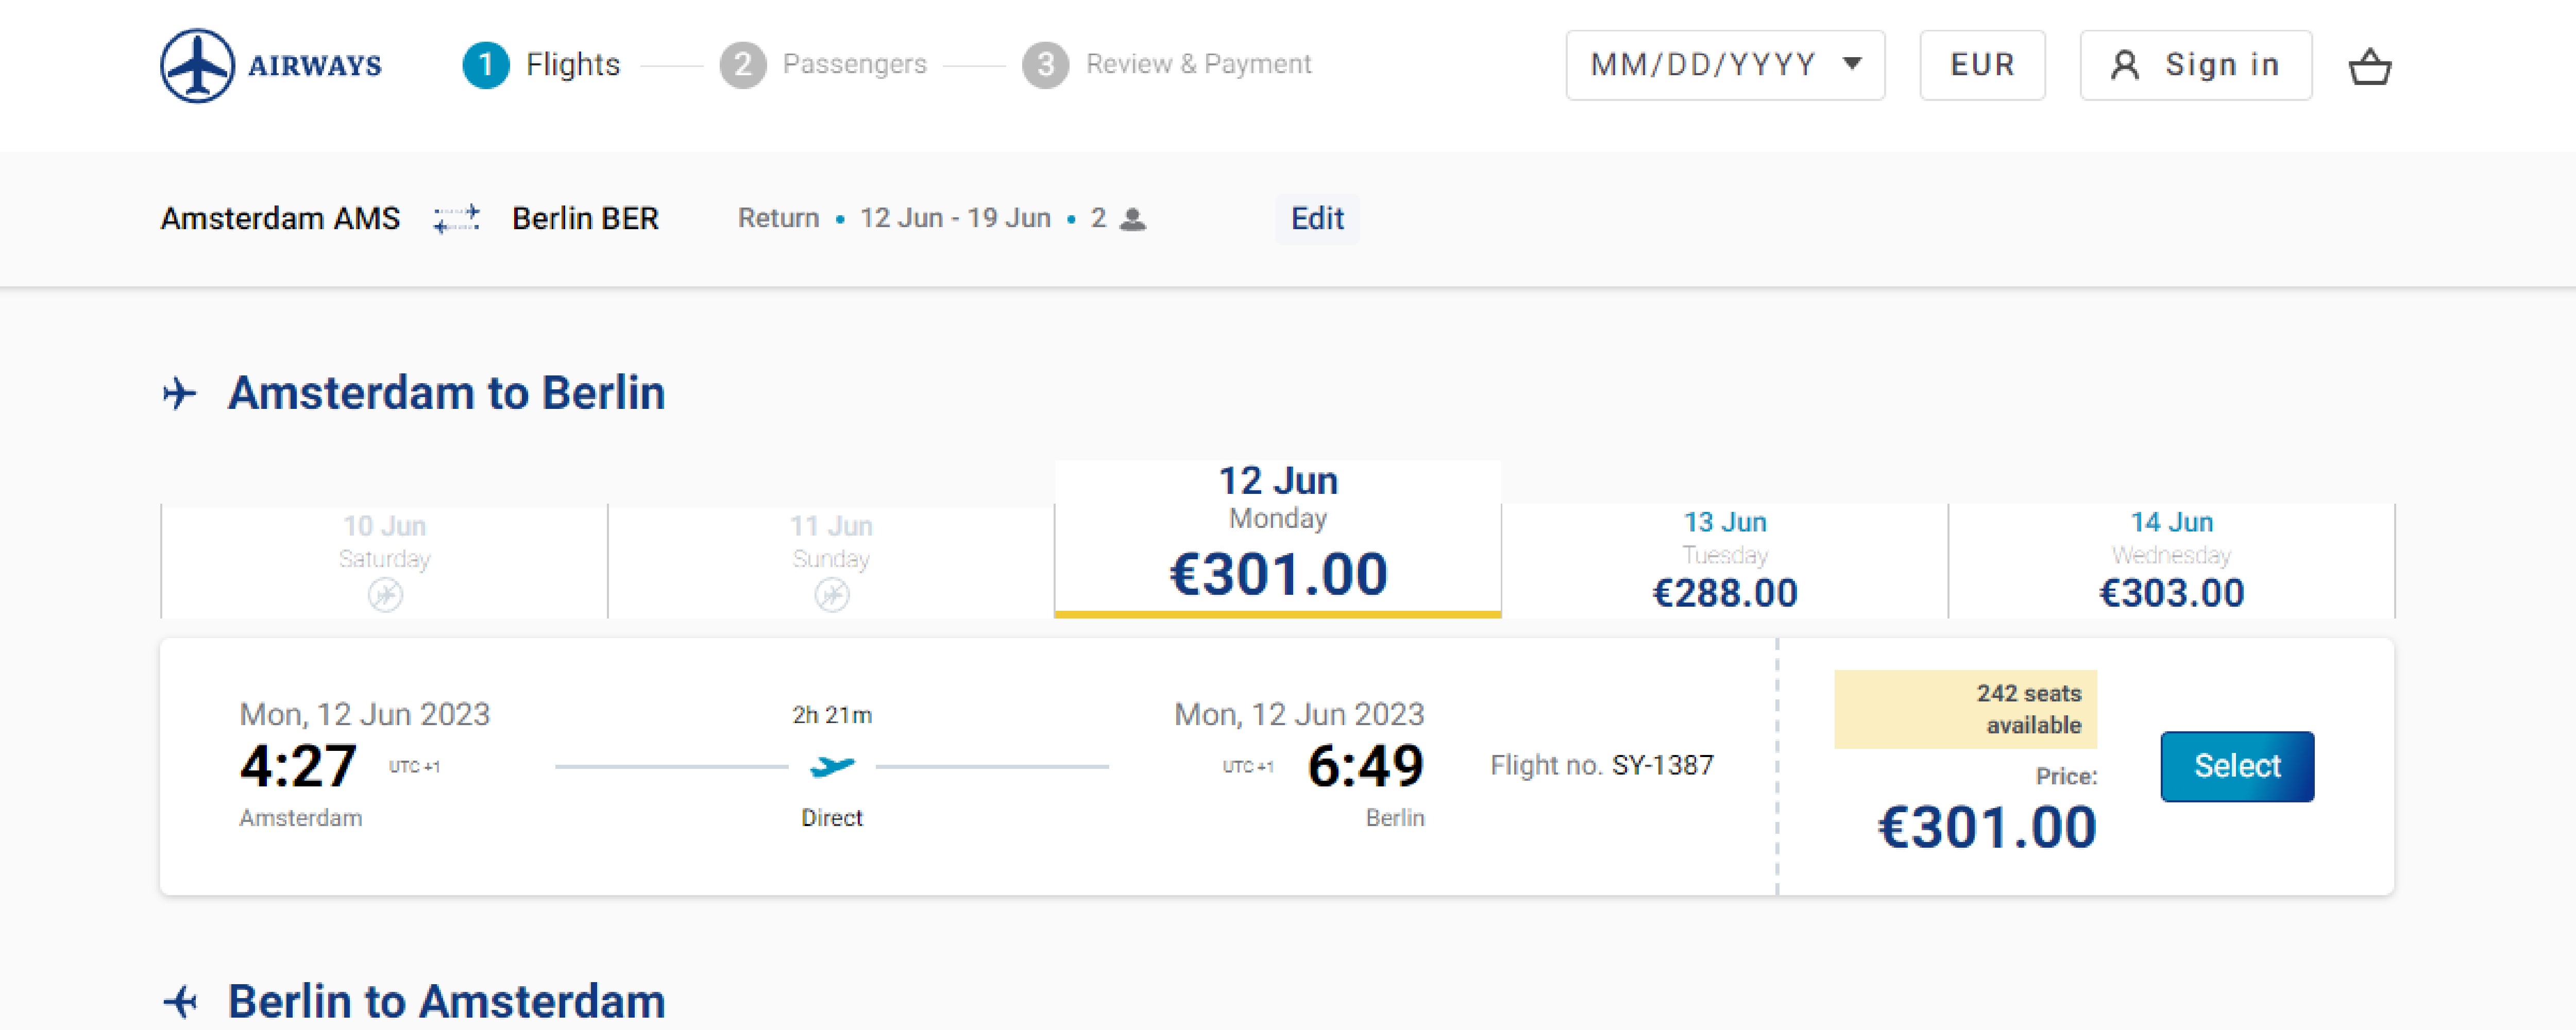 AIRWAYS 1 Flights 2 Passengers 3 Review & Payment MM/DD/YYYY EUR Sign in
Amsterdam AMS Berlin BER Return • 12 Jun - 19 Jun • 2 Edit
Amsterdam to Berlin
10 Jun
Saturday
11 Jun
Sunday
12 Jun
Monday
€301.00
13 Jun
Tuesday
€288.00
14 Jun
Wednesday
€303.00
Mon, 12 Jun 2023
4:27 UTC +1
Amsterdam
2h 21m
Direct
Mon, 12 Jun 2023
UTC +1 6:49
Berlin
Flight no. SY-1387
242 seats
available
Price:
€301.00
Select
Berlin to Amsterdam